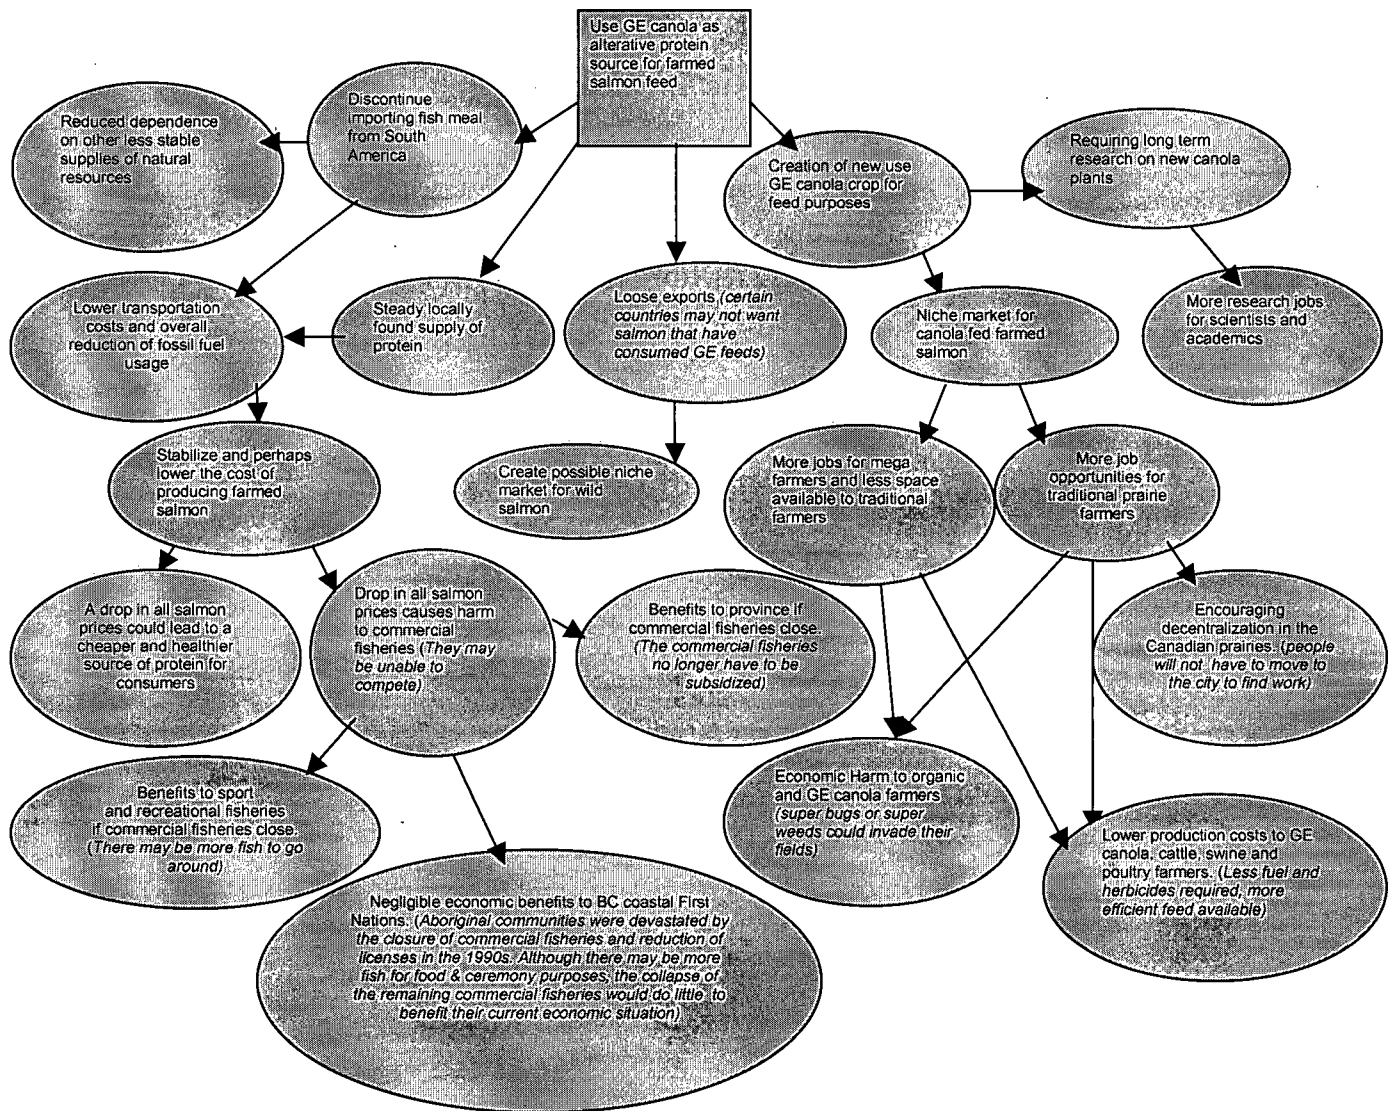 Use GE canola as
alterative protein
source for farmed
salmon feed
Discontinue
importing fish meal
from South
America
Reduced dependence
on other less stable
supplies of natural
resources
Creation of new use
GE canola crop for
feed purposes
Requiring long term
research on new canola
plants
Lower transportation
costs and overall
reduction of fossil fuel
usage
Steady locally
found supply of
protein
Loose exports (certain
countries may not want
salmon that have
consumed GE feeds)
Niche market for
canola fed farmed
salmon
More research jobs
for scientists and
academics
Stabilize and perhaps
lower the cost of
producing farmed
salmon
Create possible niche
market for wild
salmon
More jobs for mega
farmers and less space
available to traditional
farmers
More job
opportunities for
traditional prairie
farmers
A drop in all salmon
prices could lead to a
cheaper and healthier
source of protein for
consumers
Drop in all salmon
prices causes harm
to commercial
fisheries (They may
be unable to
compete)
Benefits to province if
commercial fisheries close.
(The commercial fisheries
no longer have to be
subsidized)
Encouraging
decentralization in the
Canadian prairies. (people
will not have to move to
the city to find work)
Benefits to sport
and recreational fisheries
if commercial fisheries close.
(There may be more fish to go
around)
Economic Harm to organic
and GE canola farmers
(super bugs or super
weeds could invade their
fields)
Lower production costs to GE
canola, cattle, swine and
poultry farmers. (Less fuel and
herbicides required, more
efficient feed available)
Negligible economic benefits to BC coastal First
Nations. (Aboriginal communities were devastated by
the closure of commercial fisheries and reduction of
licenses in the 1990s. Although there may be more
fish for food & ceremony purposes, the collapse of
the remaining commercial fisheries would do little to
benefit their current economic situation)